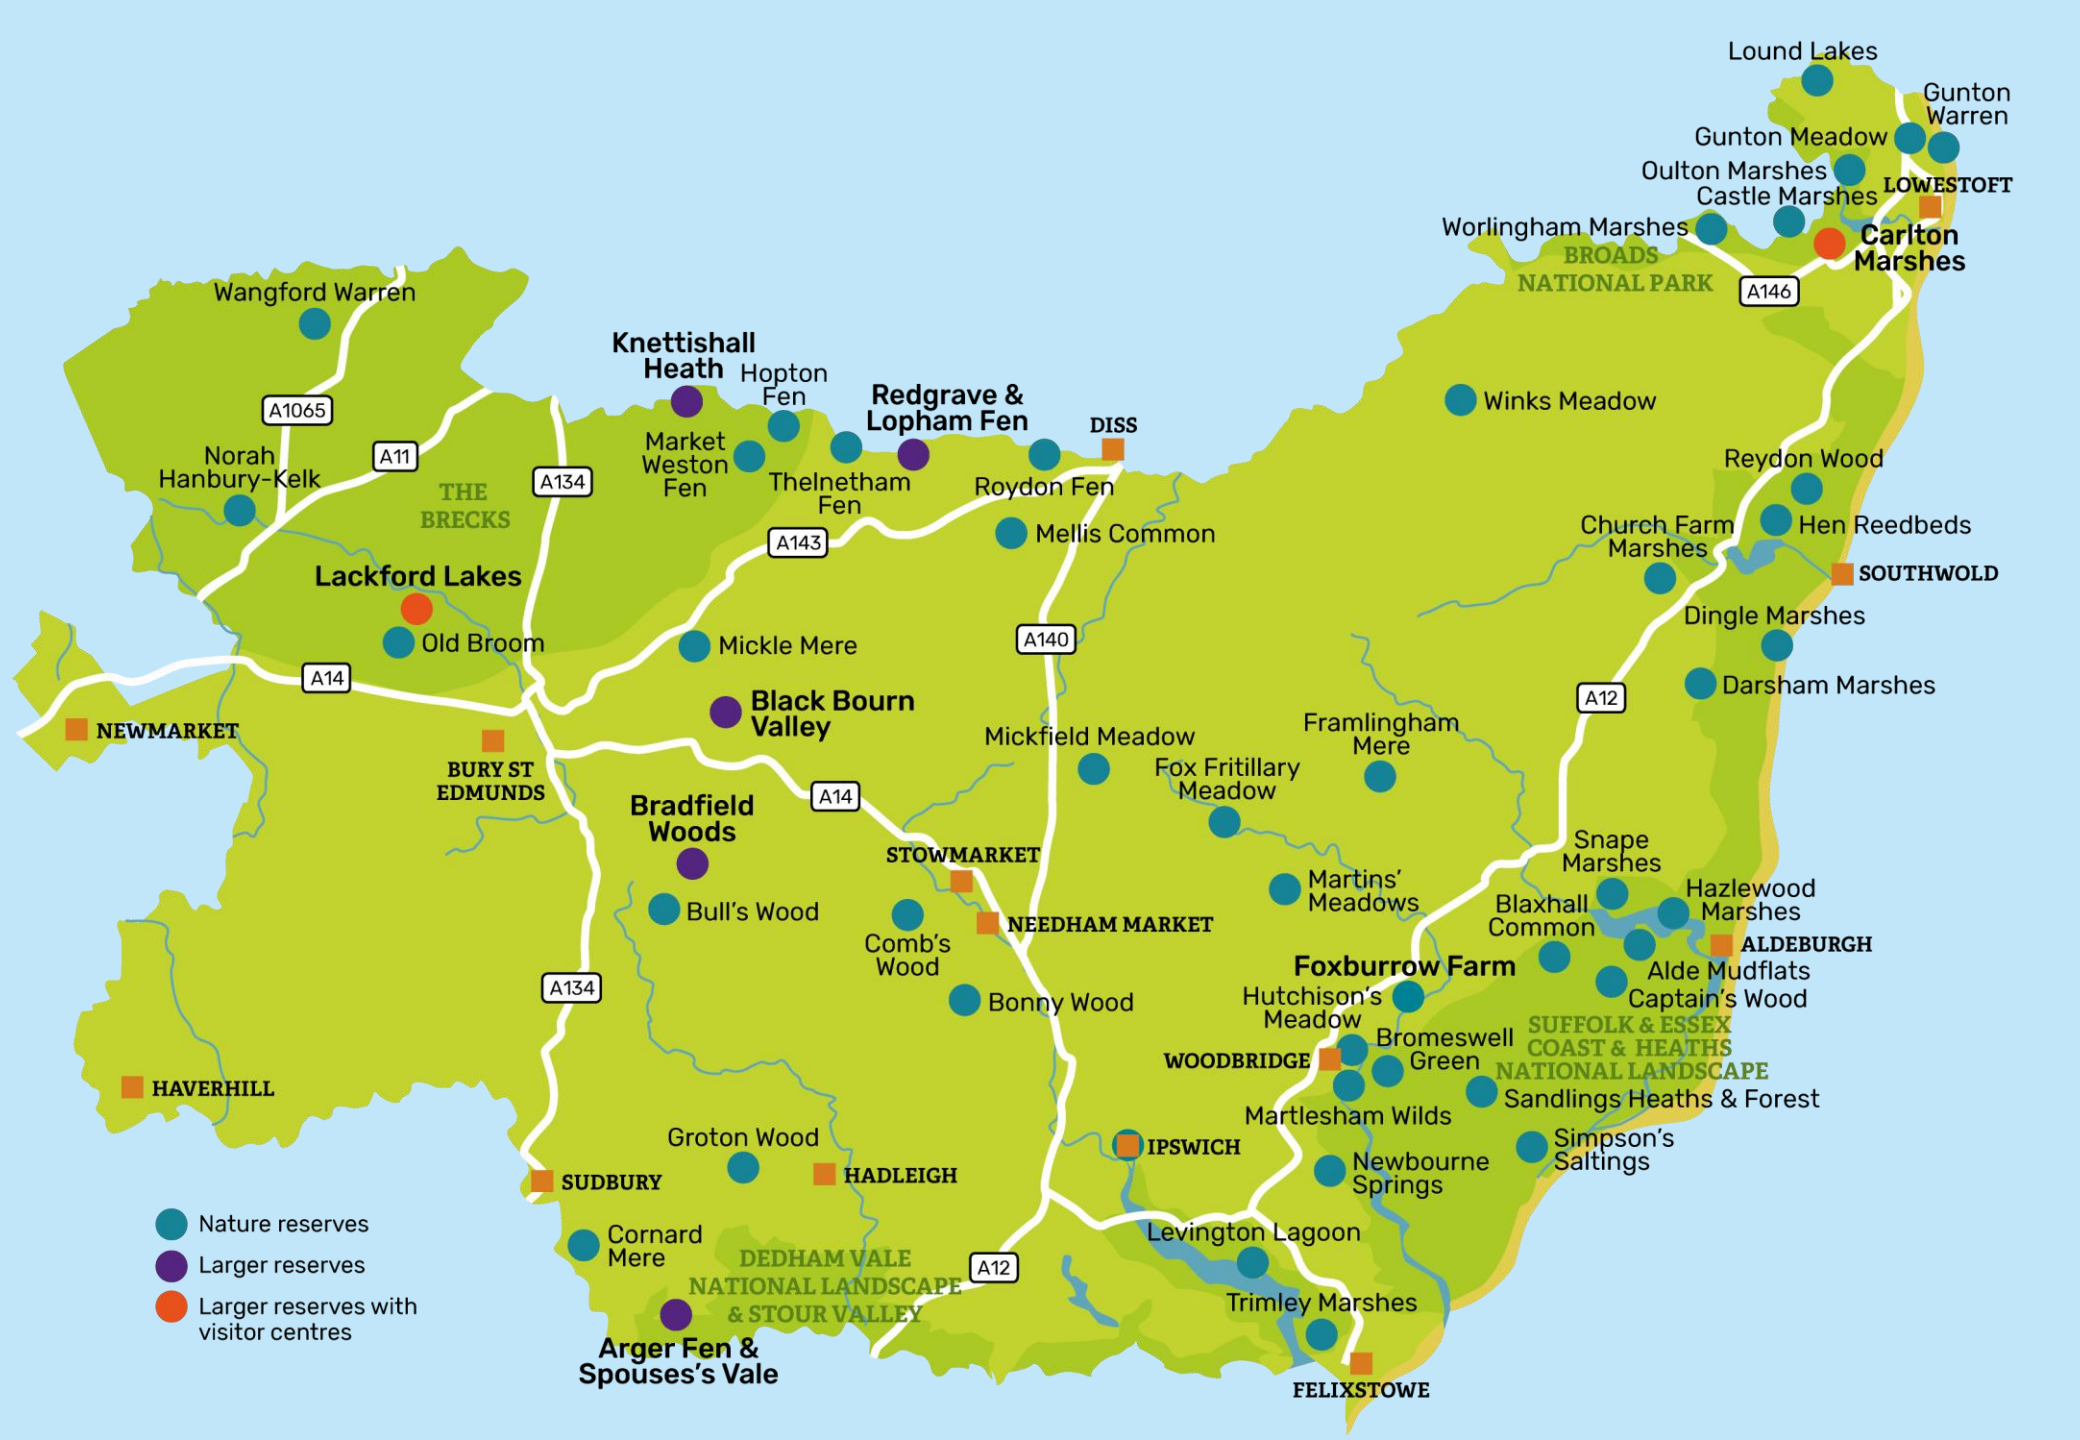 Lound Lakes
Gunton
Warren
Gunton Meadow
Oulton Marshes
LOWESTOFT
Castle Marshes
Worlingham Marshes
Carlton
Marshes
BROADS
NATIONAL PARK
A146
Wangford Warren
Knettishall
Heath
Hopton
Fen
Redgrave &
Lopham Fen
DISS
Winks Meadow
A1065
A11
Norah
Hanbury-Kelk
THE
BRECKS
A134
Market
Weston
Fen
Thelnetham
Fen
Roydon Fen
Reydon Wood
A143
Mellis Common
Church Farm
Marshes
Hen Reedbeds
SOUTHWOLD
Lackford Lakes
Old Broom
Mickle Mere
A140
Dingle Marshes
A14
Darsham Marshes
A12
NEWMARKET
Black Bourn
Valley
Mickfield Meadow
Framlingham
Mere
BURY ST
EDMUNDS
Fox Fritillary
Meadow
A14
Bradfield
Woods
STOWMARKET
Snape
Marshes
Martins’
Meadows
Hazlewood
Marshes
Blaxhall
Common
Bull’s Wood
NEEDHAM MARKET
ALDEBURGH
Comb’s
Wood
Foxburrow Farm
Alde Mudflats
A134
Bonny Wood
Hutchison’s
Meadow
Captain’s Wood
SUFFOLK & ESSEX
COAST & HEATHS
NATIONAL LANDSCAPE
Bromeswell
Green
WOODBRIDGE
HAVERHILL
Sandlings Heaths & Forest
Martlesham Wilds
Groton Wood
IPSWICH
Simpson’s
Saltings
SUDBURY
HADLEIGH
Newbourne
Springs
Nature reserves
Cornard
Mere
Levington Lagoon
DEDHAM VALE
NATIONAL LANDSCAPE
& STOUR VALLEY
A12
Larger reserves
Larger reserves with
visitor centres
Trimley Marshes
Arger Fen &
Spouses’s Vale
FELIXSTOWE